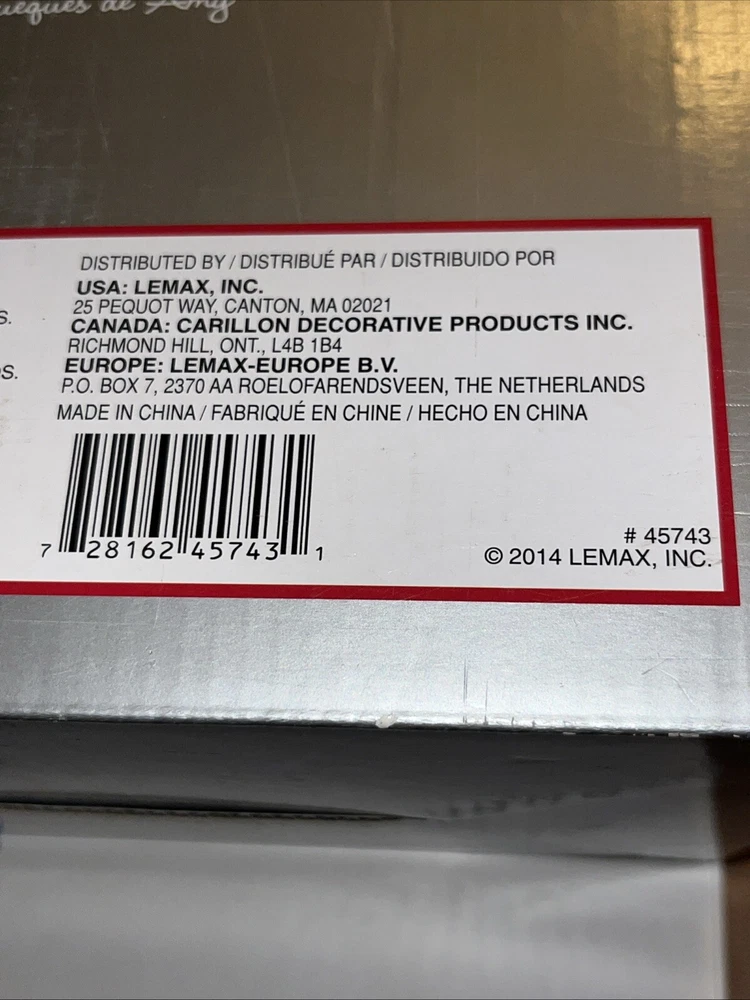 de Amy
DISTRIBUTED BY / DISTRIBUÉ PAR / DISTRIBUIDO POR
USA: LEMAX, INC.
25 PEQUOT WAY, CANTON, MA 02021
S.
CANADA: CARILLON DECORATIVE PRODUCTS INC.
RICHMOND HILL, ONT., L4B 1B4
EUROPE: LEMAX-EUROPE B.V.
S.
P.O. BOX 7, 2370 AA ROELOFARENDSVEEN, THE NETHERLANDS
MADE IN CHINA / FABRIQUÉ EN CHINE / HECHO EN CHINA
7 28162 45743 1
# 45743
© 2014 LEMAX, INC.